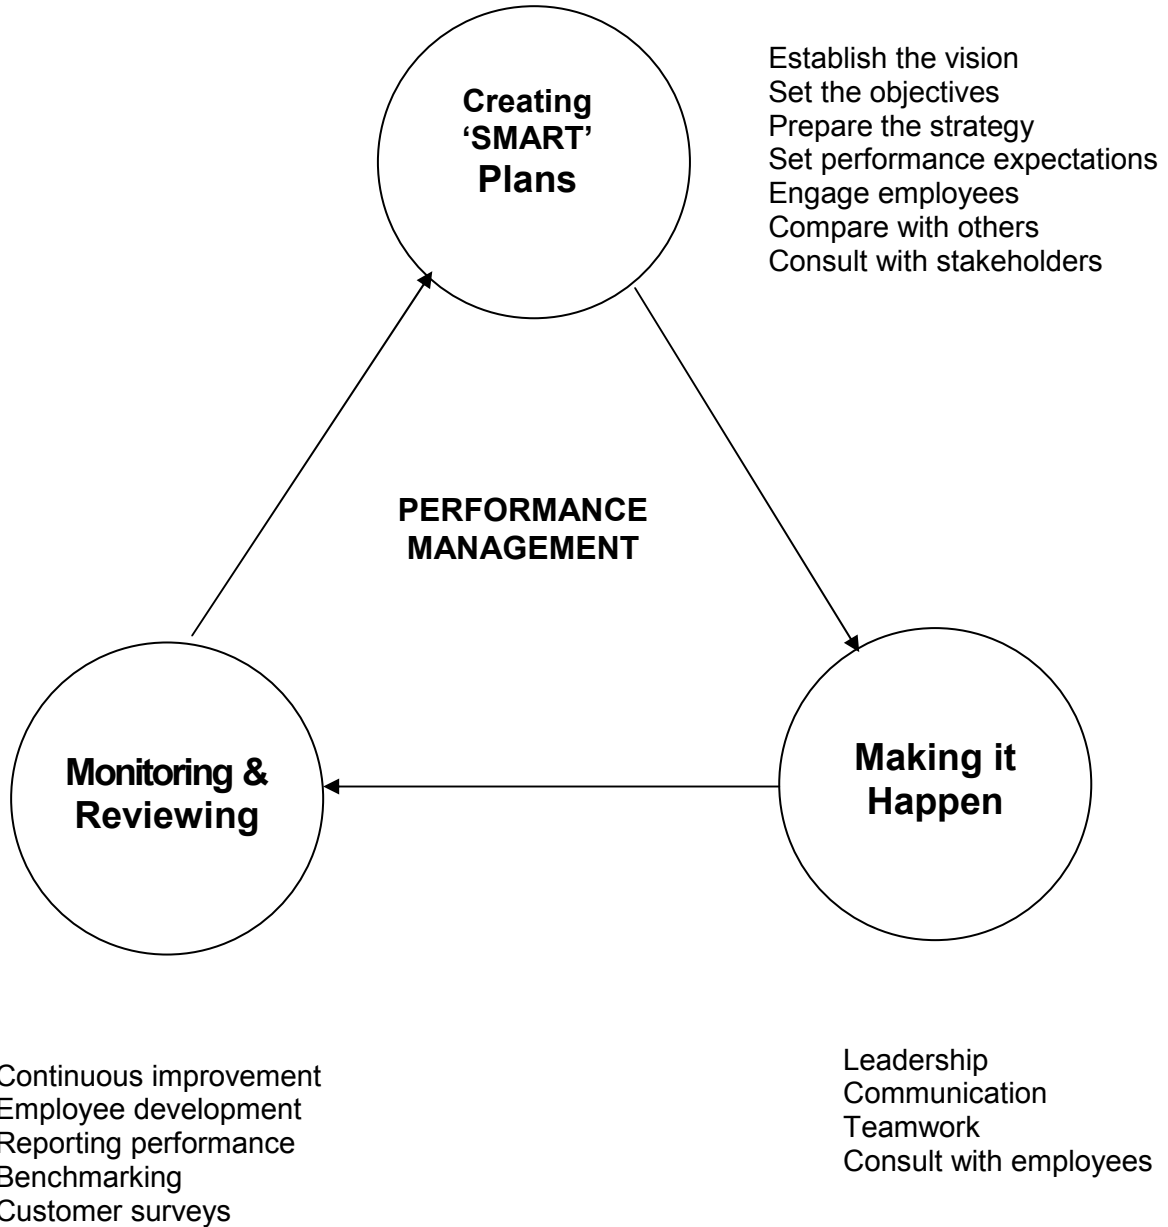 Creating
‘SMART’
Plans
Establish the vision
Set the objectives
Prepare the strategy
Set performance expectations
Engage employees
Compare with others
Consult with stakeholders
PERFORMANCE
MANAGEMENT
Monitoring &
Reviewing
Making it
Happen
Continuous improvement
Employee development
Reporting performance
Benchmarking
Customer surveys
Leadership
Communication
Teamwork
Consult with employees